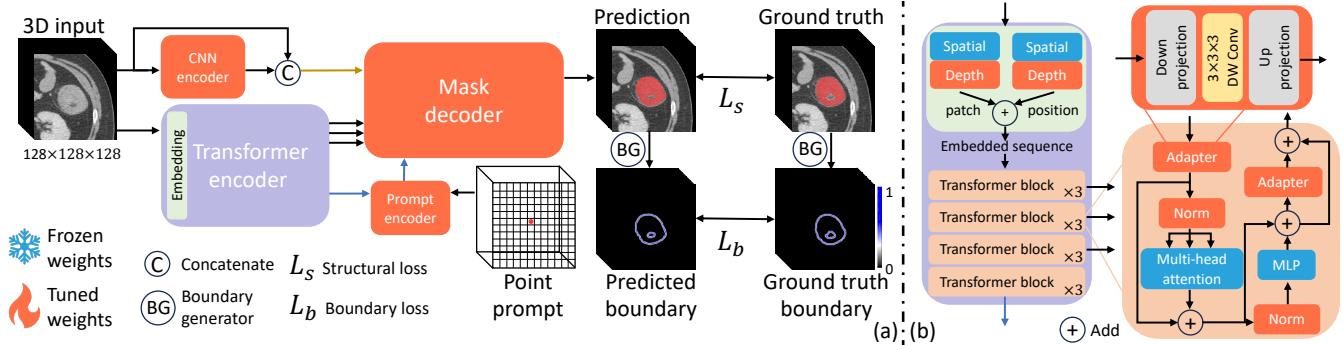 3D input
128×128×128
CNN
encoder
C
Embedding
Transformer
encoder
Mask
decoder
Prompt
encoder
Point
prompt
Prediction
Ground truth
L_s
BG
BG
L_b
1
0
Predicted
boundary
Ground truth
boundary
Frozen
weights
Tuned
weights
C Concatenate
BG Boundary
generator
L_s Structural loss
L_b Boundary loss
(a)
(b)
Spatial
Depth
Spatial
Depth
patch
+
position
Embedded sequence
Transformer block ×3
Transformer block ×3
Transformer block ×3
Transformer block ×3
+ Add
Down
projection
3×3×3
DW Conv
Up
projection
Adapter
Norm
Multi-head
attention
+
Norm
MLP
+
Adapter
+